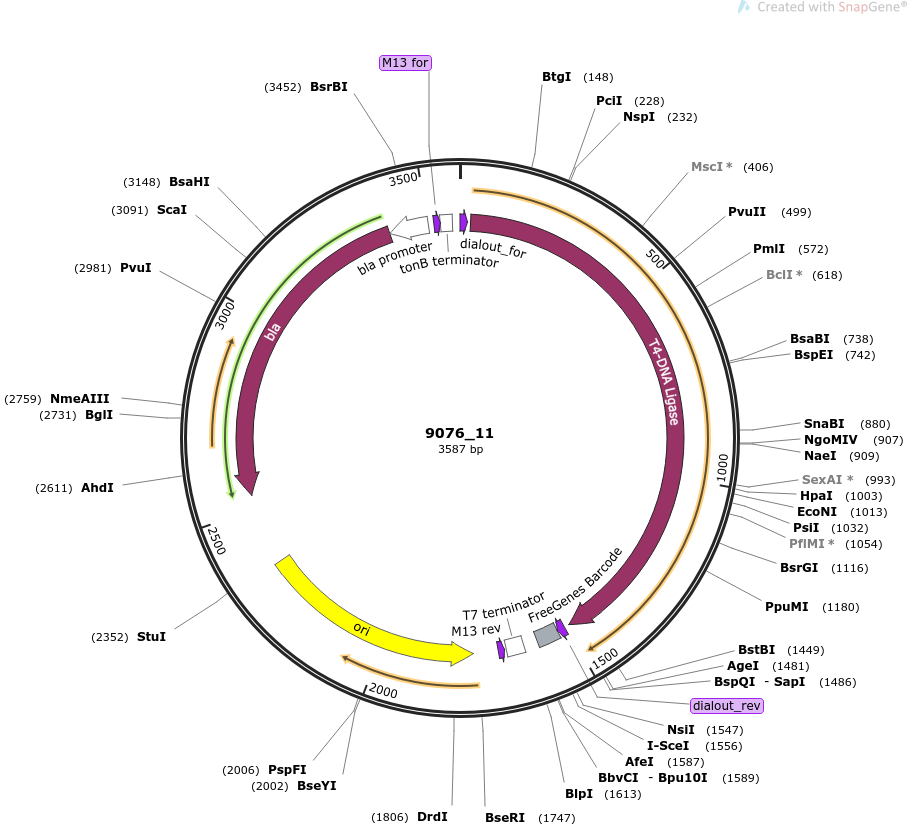 Created with SnapGene®
M13 for
(3452) BsrBI
BtgI (148)
PciI (228)
NspI (232)
(3148) BsaHI
(3091) ScaI
(2981) PvuI
MscI * (406)
PvuII (499)
PmlI (572)
BclI * (618)
3500
500
3000
1000
2500
1500
2000
bla promoter
tonB terminator
dialout_for
bla
T4-DNA Ligase
BsaBI (738)
BspEI (742)
(2759) NmeAIII
(2731) BglI
(2611) AhdI
9076_11
3587 bp
SnaBI (880)
NgoMIV (907)
NaeI (909)
SexAI * (993)
HpaI (1003)
EcoNI (1013)
PsiI (1032)
PflMI * (1054)
BsrGI (1116)
PpuMI (1180)
FreeGenes Barcode
T7 terminator
M13 rev
ori
(2352) StuI
BstBI (1449)
AgeI (1481)
BspQI - SapI (1486)
dialout_rev
NsiI (1547)
I-SceI (1556)
AfeI (1587)
BbvCI - Bpu10I (1589)
BlpI (1613)
(2006) PspFI
(2002) BseYI
(1806) DrdI
BseRI (1747)